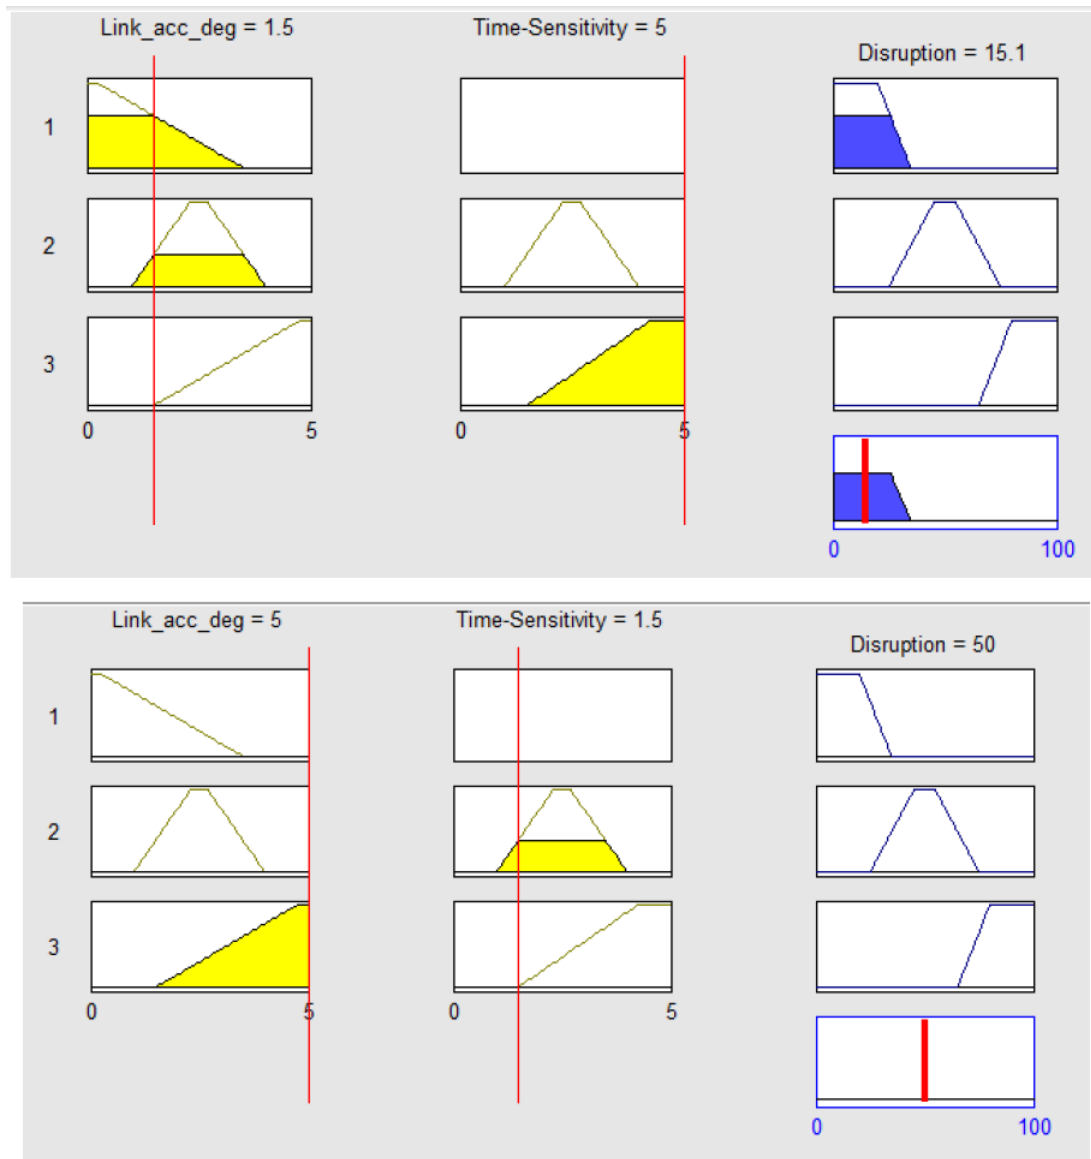 Link_acc_deg = 1.5 Time-Sensitivity = 5
Disruption = 15.1
1
2
3
0 5 0 5
0 100
Link_acc_deg = 5 Time-Sensitivity = 1.5
Disruption = 50
1
2
3
0 5 0 5
0 100